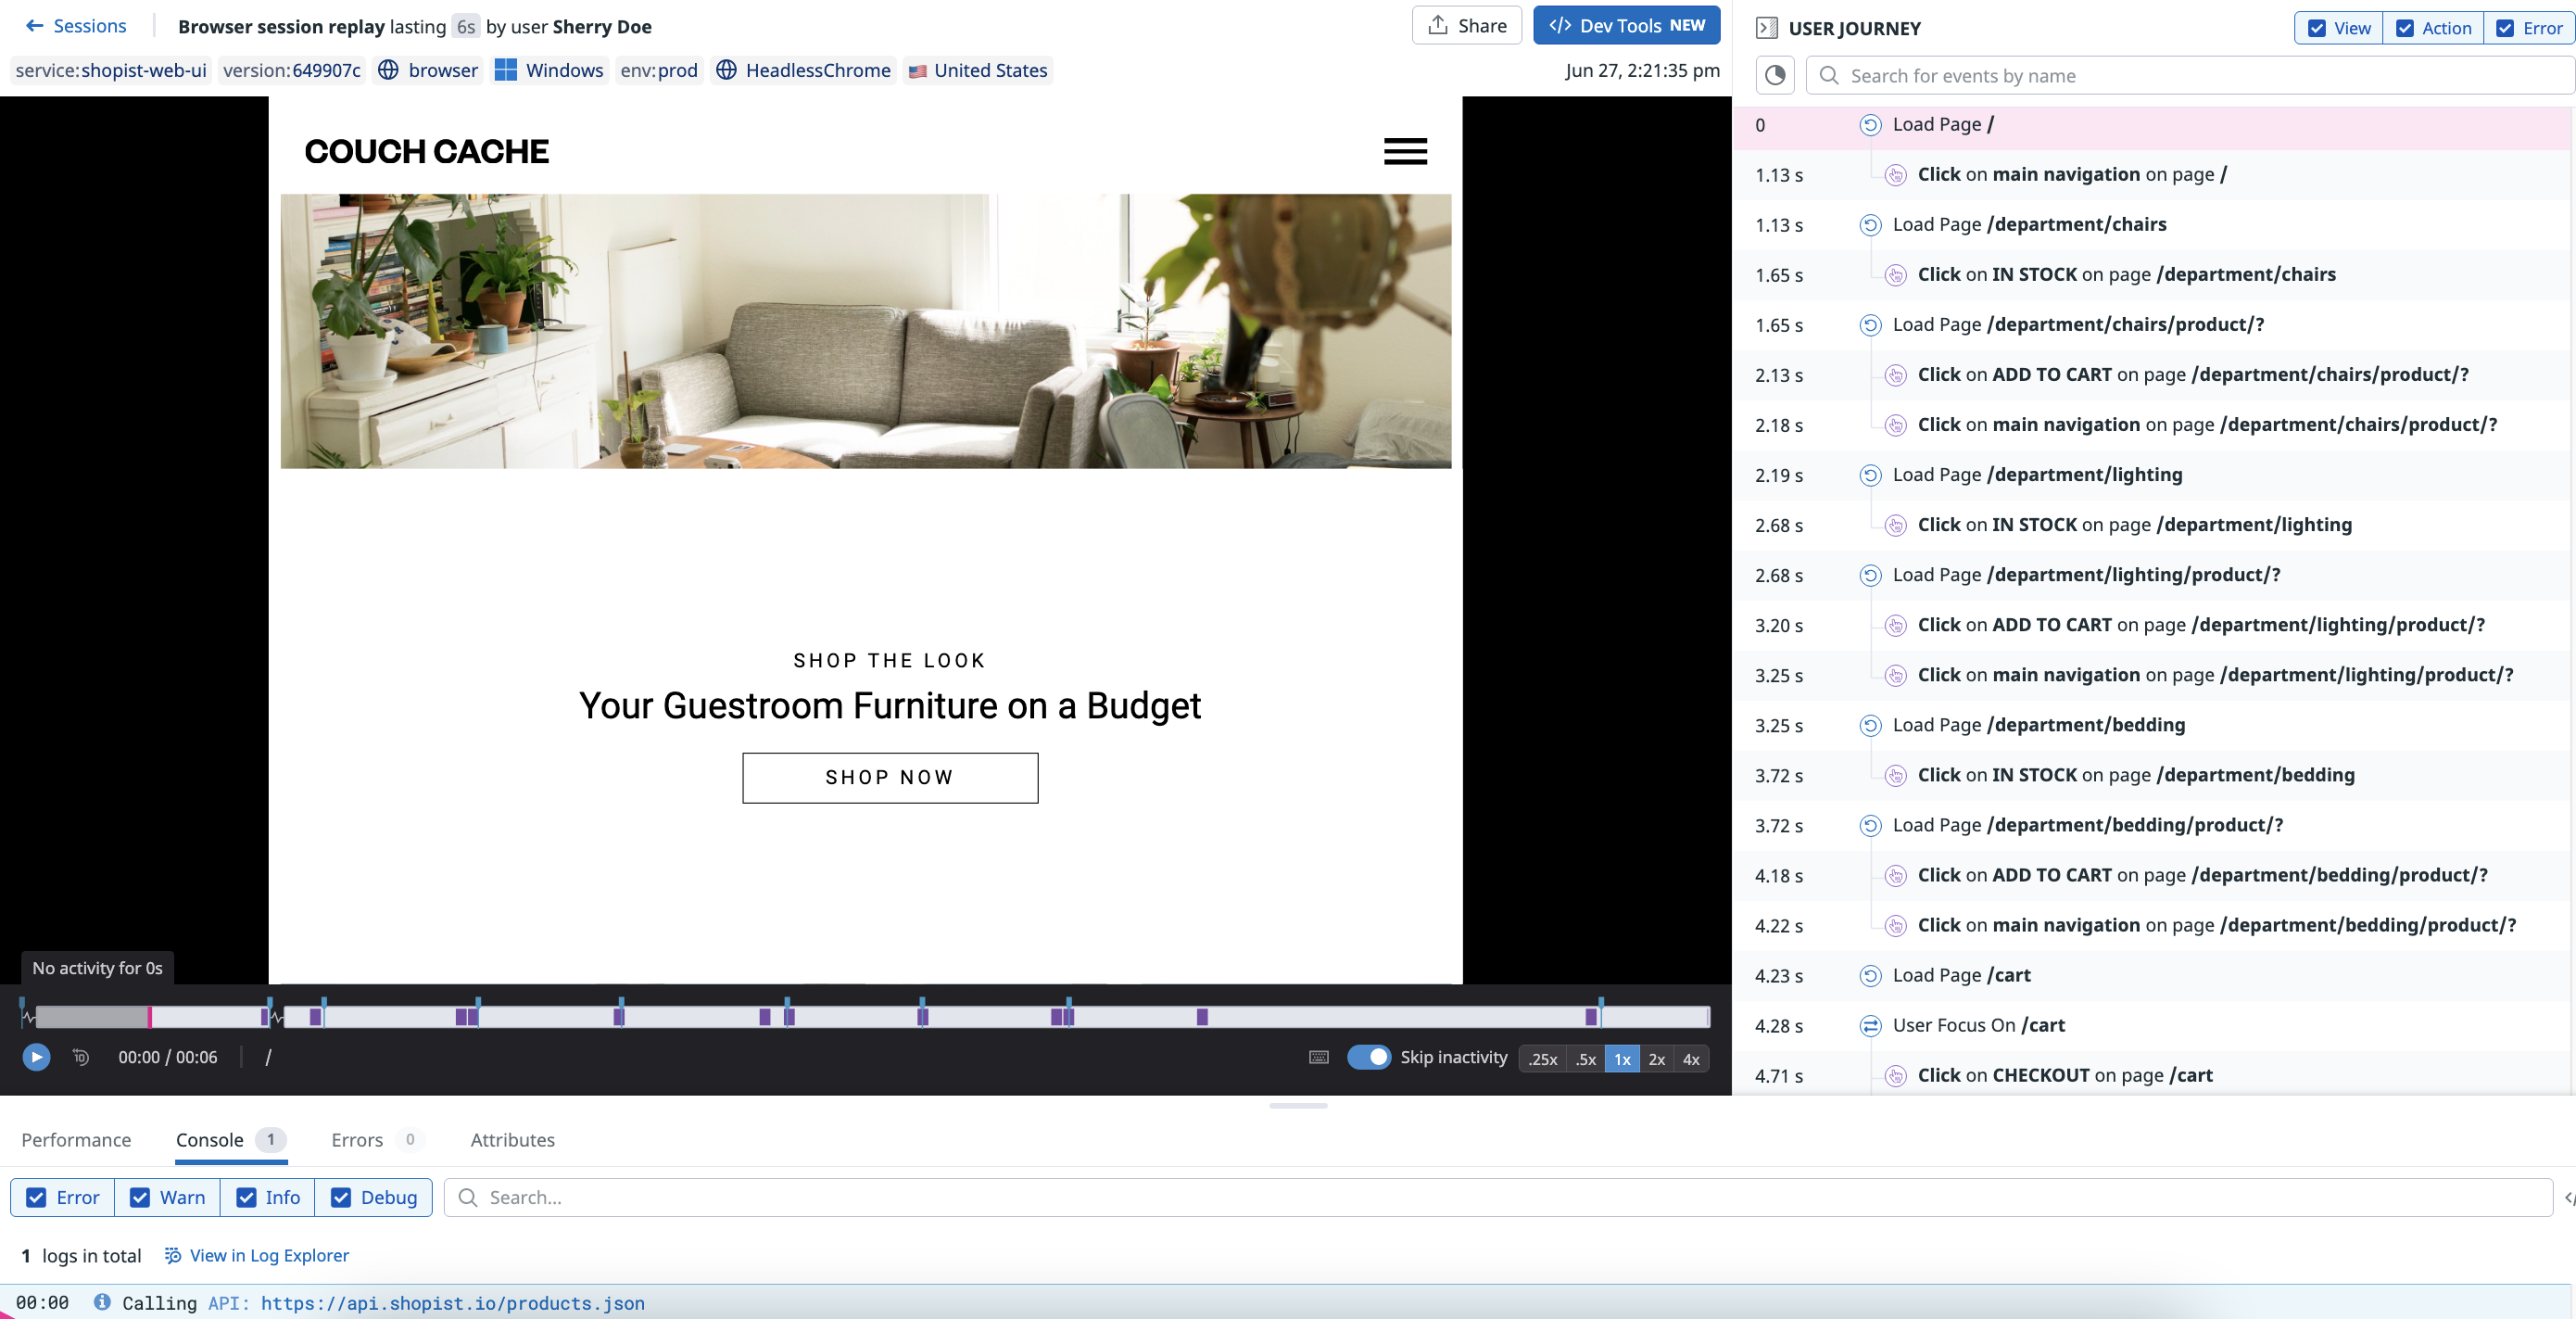 Sessions
Browser session replay lasting 6s by user Sherry Doe
Share
Dev Tools NEW
service:shopist-web-ui version:649907c browser Windows env:prod HeadlessChrome United States
Jun 27, 2:21:35 pm
COUCH CACHE
SHOP THE LOOK
Your Guestroom Furniture on a Budget
SHOP NOW
No activity for 0s
10
00:00 / 00:06 /
Skip inactivity .25x .5x 1x 2x 4x
USER JOURNEY
View Action Error
Search for events by name
0 Load Page /
1.13 s Click on main navigation on page /
1.13 s Load Page /department/chairs
1.65 s Click on IN STOCK on page /department/chairs
1.65 s Load Page /department/chairs/product/?
2.13 s Click on ADD TO CART on page /department/chairs/product/?
2.18 s Click on main navigation on page /department/chairs/product/?
2.19 s Load Page /department/lighting
2.68 s Click on IN STOCK on page /department/lighting
2.68 s Load Page /department/lighting/product/?
3.20 s Click on ADD TO CART on page /department/lighting/product/?
3.25 s Click on main navigation on page /department/lighting/product/?
3.25 s Load Page /department/bedding
3.72 s Click on IN STOCK on page /department/bedding
3.72 s Load Page /department/bedding/product/?
4.18 s Click on ADD TO CART on page /department/bedding/product/?
4.22 s Click on main navigation on page /department/bedding/product/?
4.23 s Load Page /cart
4.28 s User Focus On /cart
4.71 s Click on CHECKOUT on page /cart
Performance Console 1 Errors 0 Attributes
Error Warn Info Debug
Search...
1 logs in total View in Log Explorer
00:00 Calling API: https://api.shopist.io/products.json